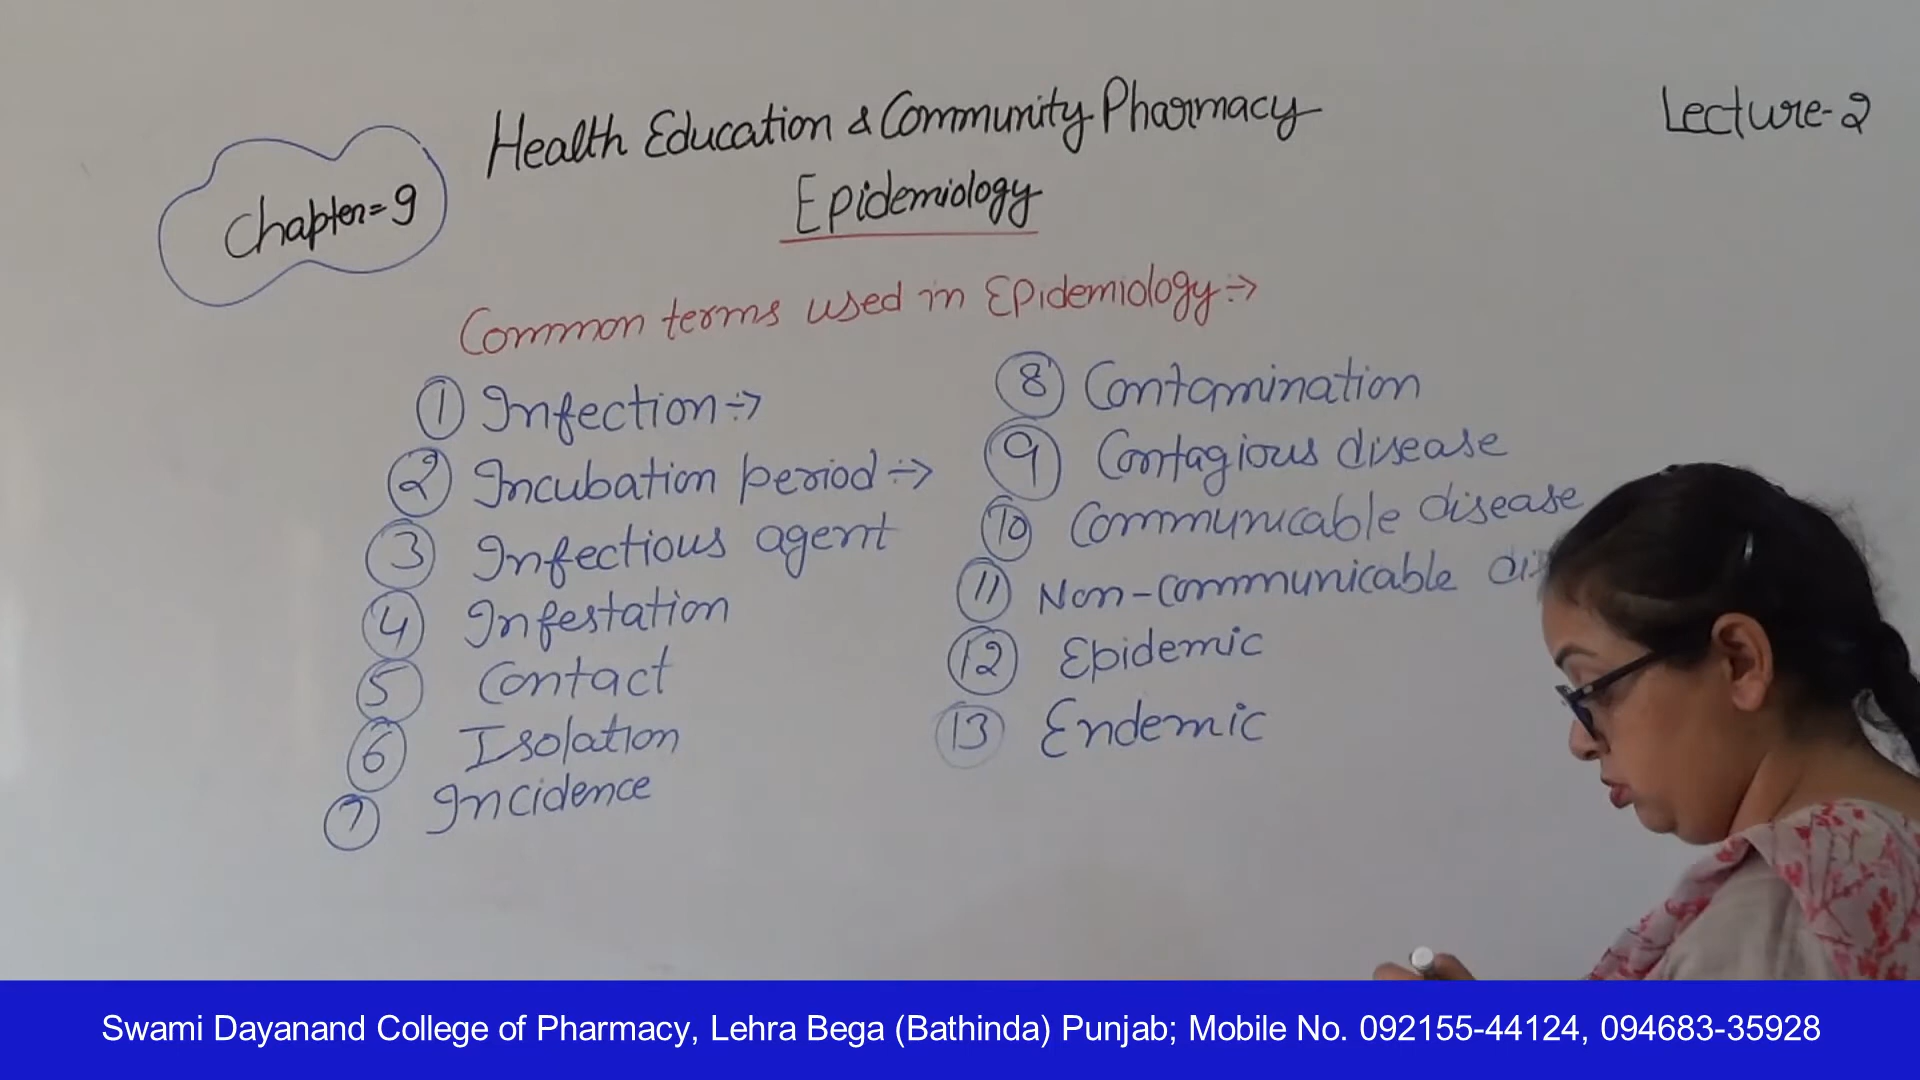 Health Education & Community Pharmacy
Lecture-2
Chapter=9
Epidemiology
Common terms used in Epidemiology÷>
1 Infection÷>
2 Incubation period÷>
3 Infectious agent
4 Infestation
5 Contact
6 Isolation
7 Incidence
8 Contamination
9 Contagious disease
10 Communicable disease
11 Non-communicable
12 Epidemic
13 Endemic
Swami Dayanand College of Pharmacy, Lehra Bega (Bathinda) Punjab; Mobile No. 092155-44124, 094683-35928